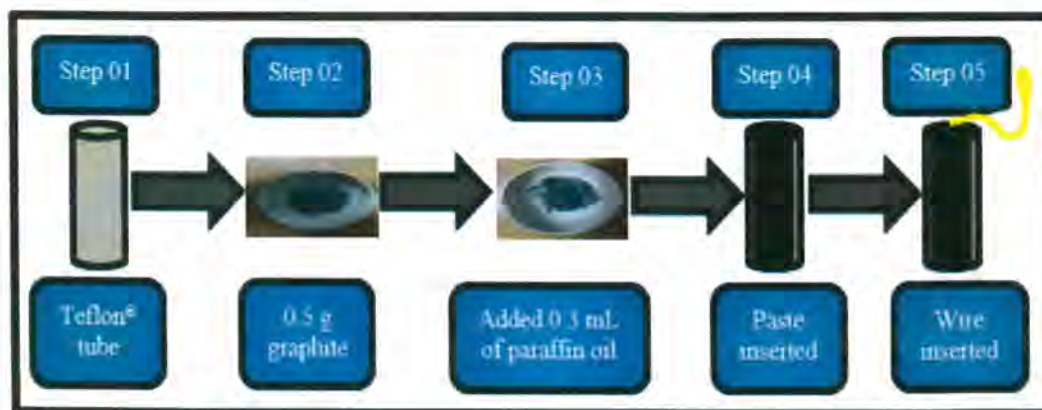 Step 01
Step 02
Step 03
Step 04
Step 05
Teflon®
tube
0.5 g
graphite
Added 0.3 mL
of paraffin oil
Paste
inserted
Wire
inserted